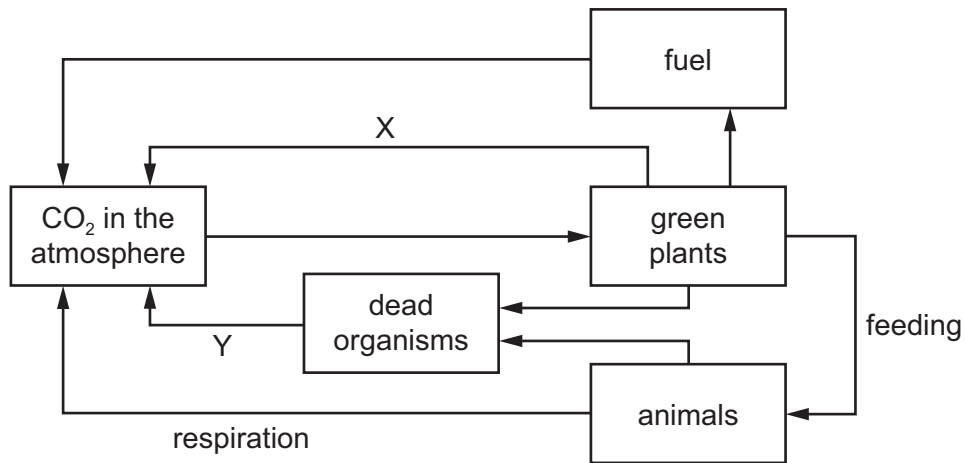 fuel
X
CO₂ in the
atmosphere
green
plants
dead
organisms
feeding
Y
animals
respiration